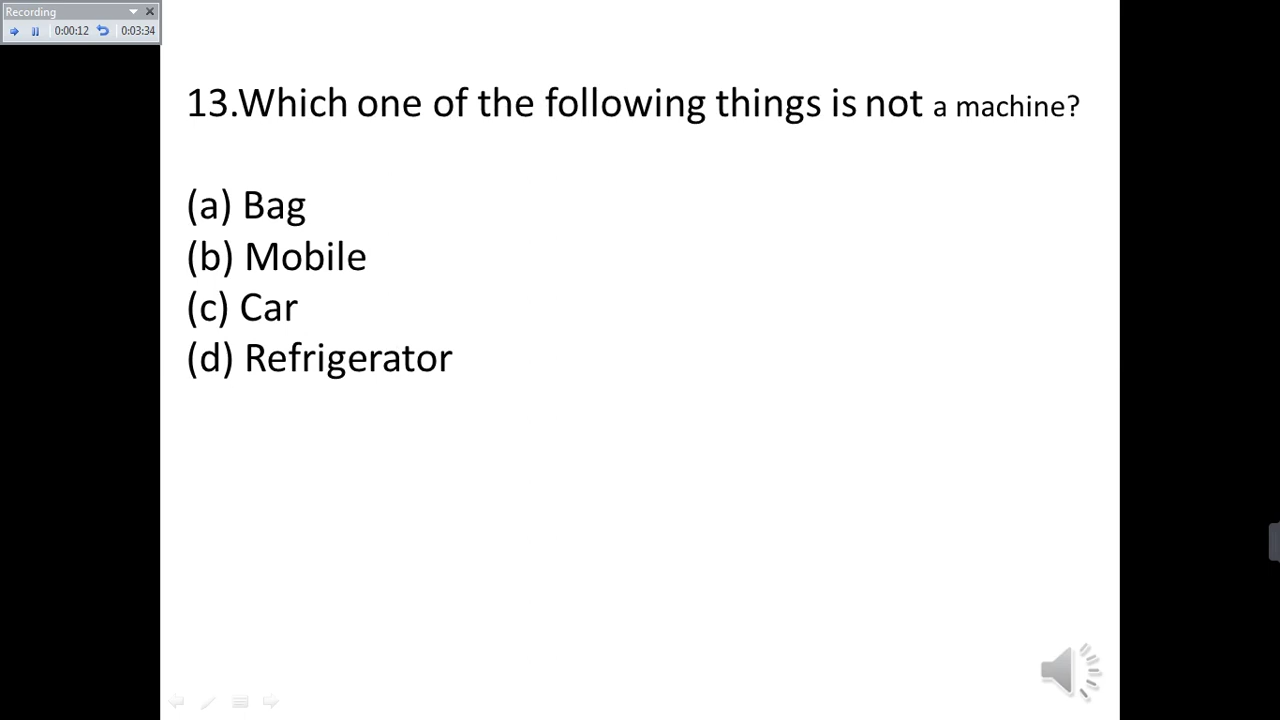 Recording
0:00:12 0:03:34
13.Which one of the following things is not a machine?
(a) Bag
(b) Mobile
(c) Car
(d) Refrigerator